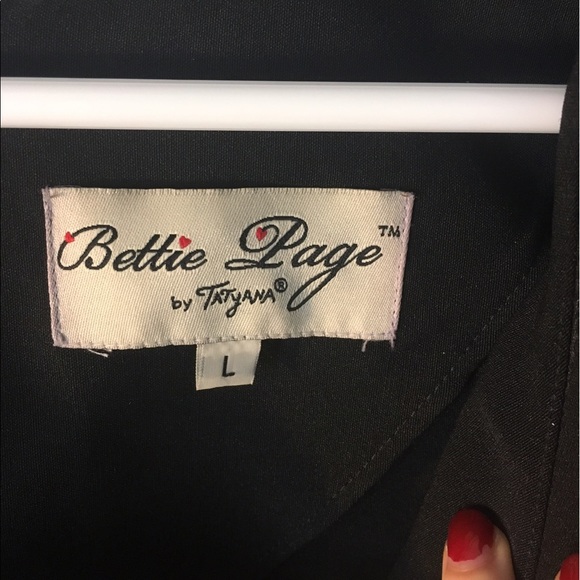 Bettie Page™
by TATyANA®
L